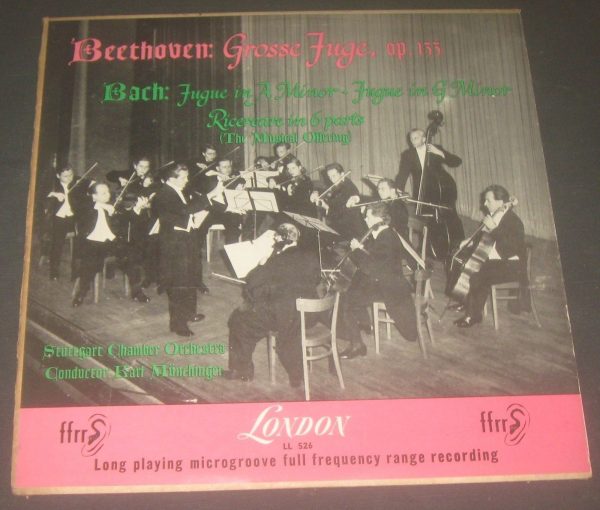 Beethoven: Grosse Fuge, op. 133
Bach: Fugue in A Minor - Fugue in G Minor
Ricercare in 6 parts
(The Musical Offering)
Stuttgart Chamber Orchestra
Conductor: Karl Münchinger
ffrr LONDON ffrr
LL 526
Long playing microgroove full frequency range recording